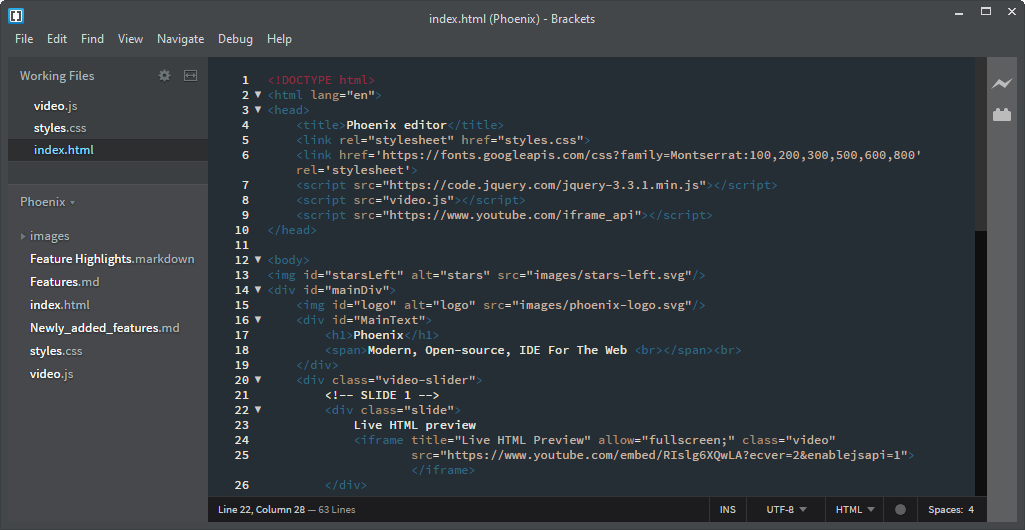 index.html (Phoenix) - Brackets
File Edit Find View Navigate Debug Help
Working Files
video.js
styles.css
index.html
Phoenix
images
Feature Highlights.markdown
Features.md
index.html
Newly_added_features.md
styles.css
video.js
1 <!DOCTYPE html>
2 <html lang="en">
3 <head>
4 <title>Phoenix editor</title>
5 <link rel="stylesheet" href="styles.css">
6 <link href='https://fonts.googleapis.com/css?family=Montserrat:100,200,300,500,600,800'
rel='stylesheet'>
7 <script src="https://code.jquery.com/jquery-3.3.1.min.js"></script>
8 <script src="video.js"></script>
9 <script src="https://www.youtube.com/iframe_api"></script>
10 </head>
11
12 <body>
13 <img id="starsLeft" alt="stars" src="images/stars-left.svg"/>
14 <div id="mainDiv">
15 <img id="logo" alt="logo" src="images/phoenix-logo.svg"/>
16 <div id="MainText">
17 <h1>Phoenix</h1>
18 <span>Modern, Open-source, IDE For The Web <br></span><br>
19 </div>
20 <div class="video-slider">
21 <!-- SLIDE 1 -->
22 <div class="slide">
23 Live HTML preview
24 <iframe title="Live HTML Preview" allow="fullscreen;" class="video"
25 src="https://www.youtube.com/embed/RIslg6XQwLA?ecver=2&enablejsapi=1">
</iframe>
26 </div>
Line 22, Column 28 — 63 Lines
INS UTF-8 HTML Spaces: 4